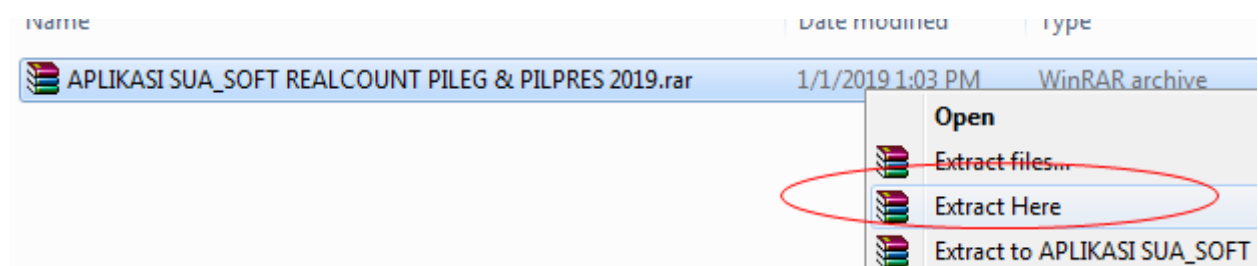 Name Date modified Type
APLIKASI SUA_SOFT REALCOUNT PILEG & PILPRES 2019.rar 1/1/2019 1:03 PM WinRAR archive
Open
Extract files...
Extract Here
Extract to APLIKASI SUA_SOFT